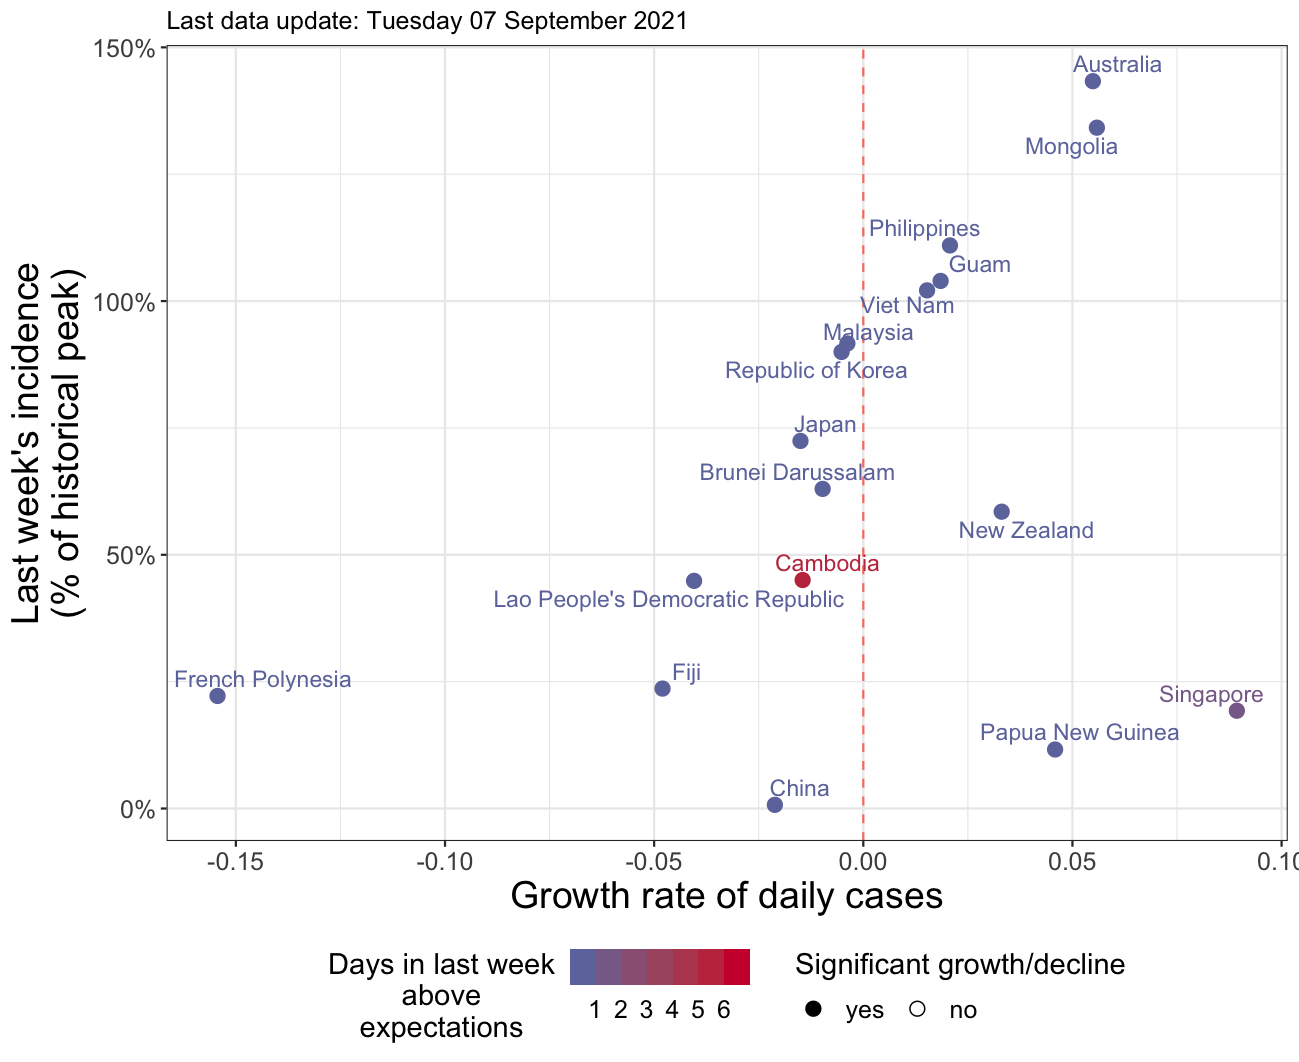 Last data update: Tuesday 07 September 2021
150%
100%
50%
0%
Last week's incidence
(% of historical peak)
Australia
Mongolia
Philippines
Guam
Viet Nam
Malaysia
Republic of Korea
Japan
Brunei Darussalam
New Zealand
Cambodia
Lao People's Democratic Republic
French Polynesia
Fiji
Singapore
Papua New Guinea
China
-0.15 -0.10 -0.05 0.00 0.05 0.10
Growth rate of daily cases
Days in last week
above
expectations
1 2 3 4 5 6
Significant growth/decline
yes no